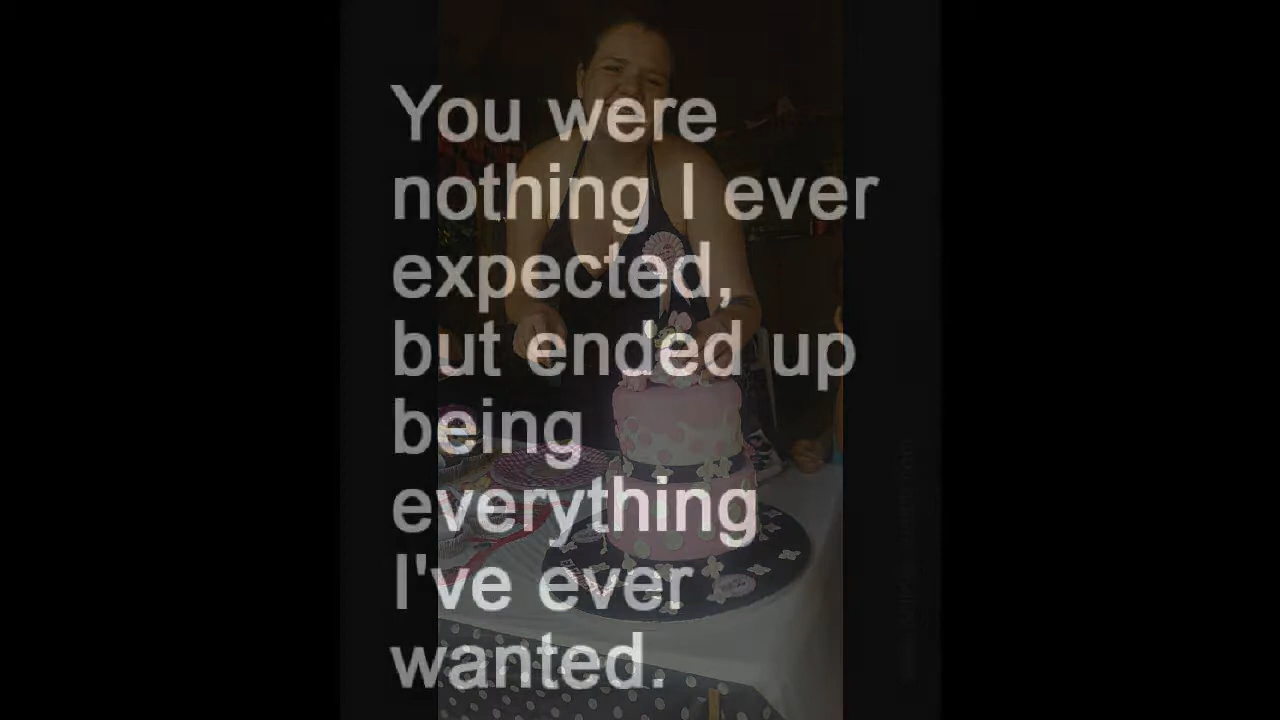 You were
nothing I ever
expected,
but ended up
being
everything
I've ever
wanted.